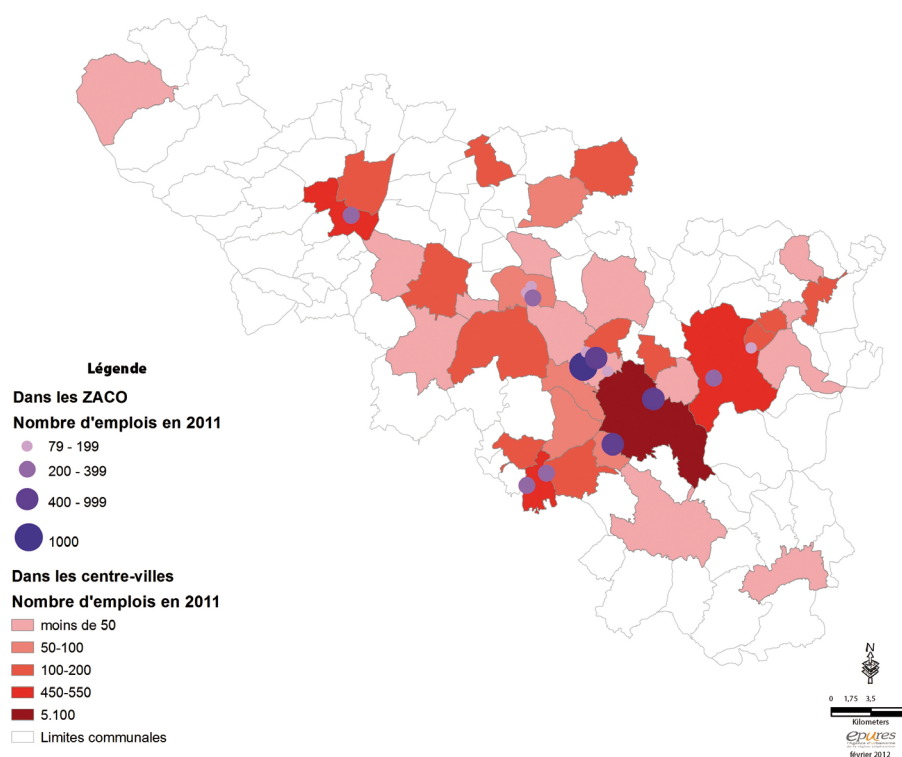 Légende
Dans les ZACO
Nombre d'emplois en 2011
79 - 199
200 - 399
400 - 999
1000
Dans les centre-villes
Nombre d'emplois en 2011
moins de 50
50-100
100-200
450-550
5.100
Limites communales
N
0 1,75 3,5
Kilometers
epures
février 2012